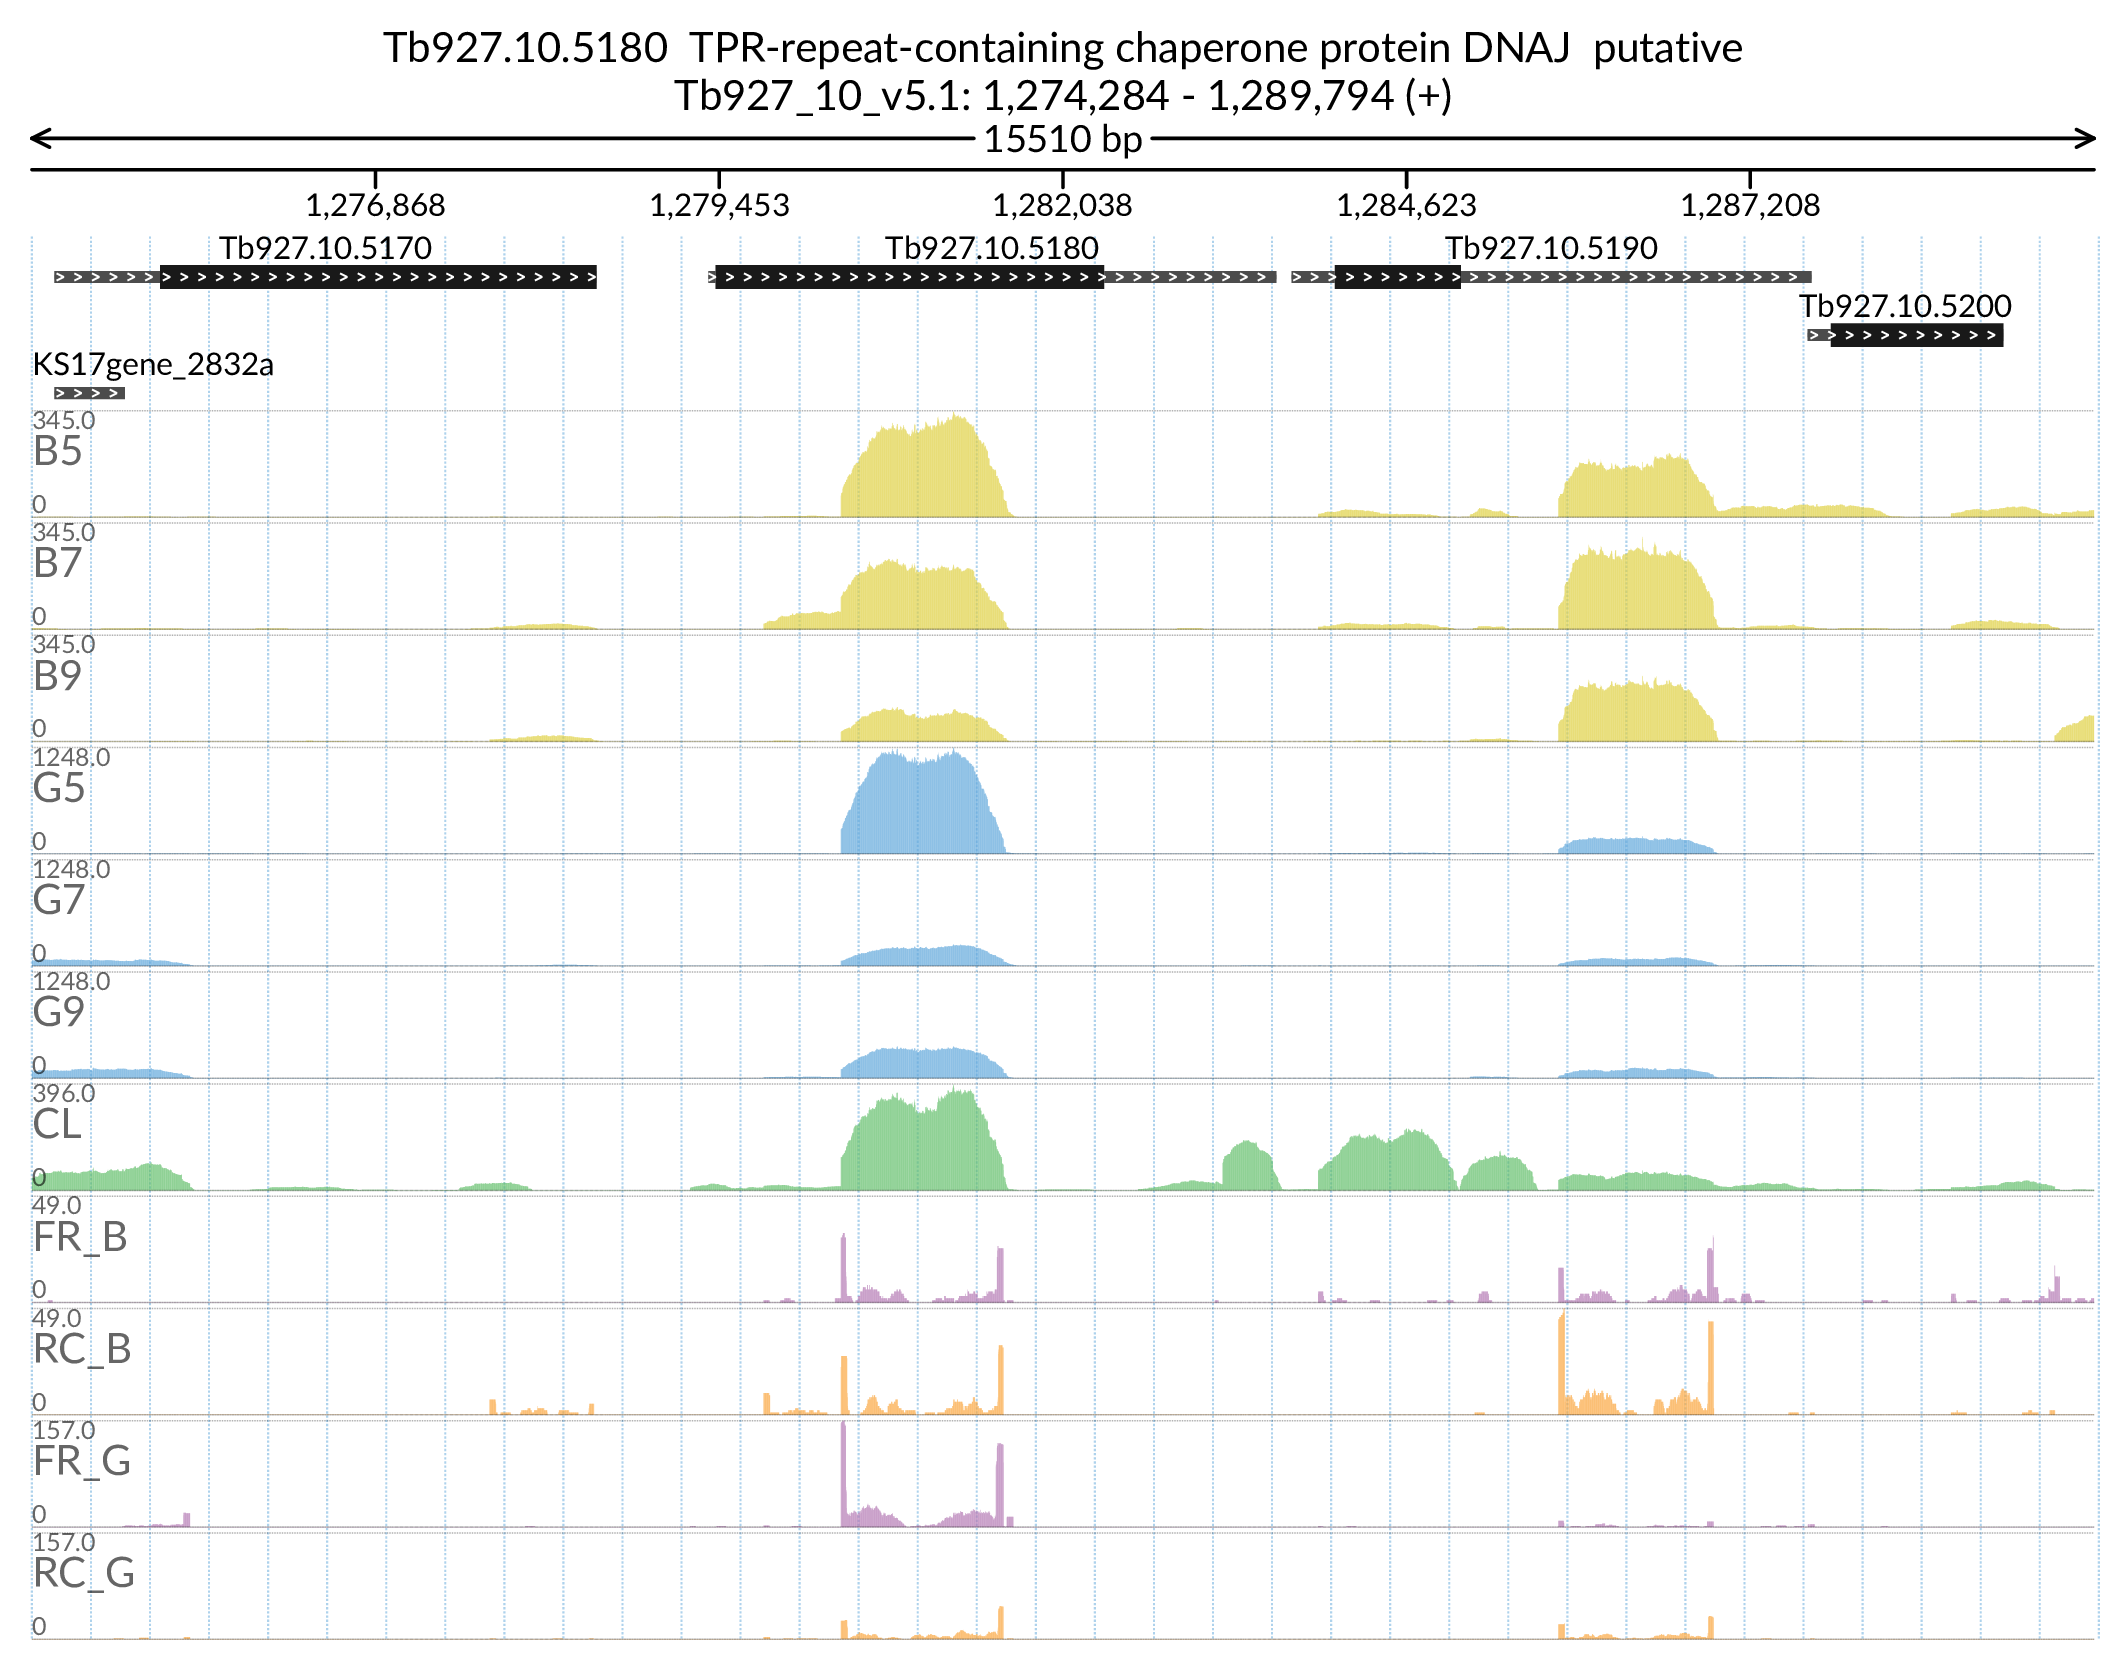 Tb927.10.5180  TPR-repeat-containing chaperone protein DNAJ  putative
Tb927_10_v5.1: 1,274,284 - 1,289,794 (+)
15510 bp
1,276,868 1,279,453 1,282,038 1,284,623 1,287,208
Tb927.10.5170 Tb927.10.5180 Tb927.10.5190
Tb927.10.5200
KS17gene_2832a
345.0
B5
0
345.0
B7
0
345.0
B9
0
1248.0
G5
0
1248.0
G7
0
1248.0
G9
0
396.0
CL
0
49.0
FR_B
0
49.0
RC_B
0
157.0
FR_G
0
157.0
RC_G
0